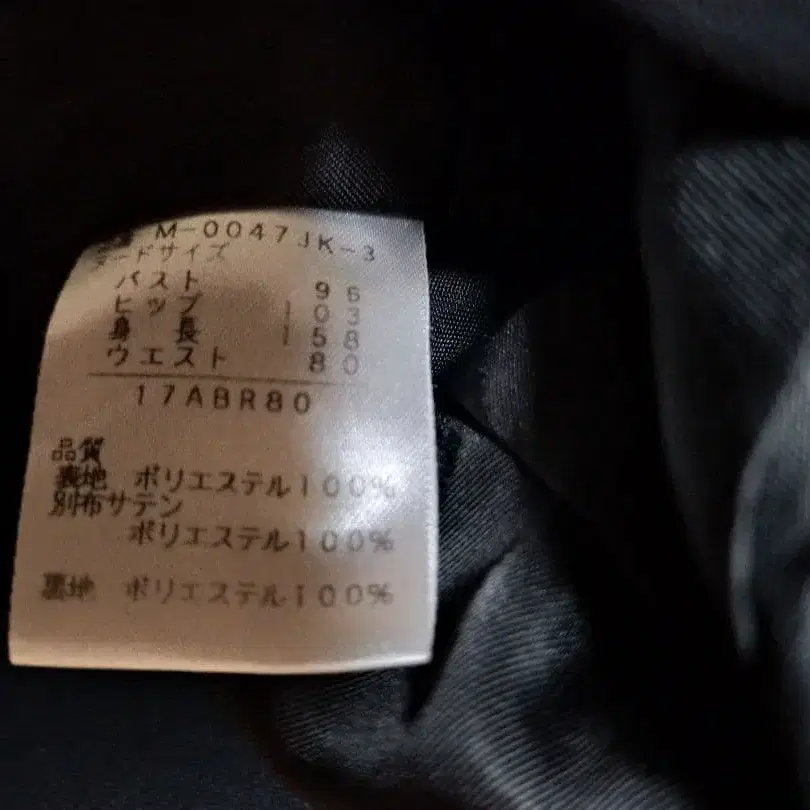 M-0047JK-3
ードサイズ
バスト 96
ヒップ 103
身長 158
ウエスト 80
17ABR80
品質
表地 ポリエステル100%
別布サテン
ポリエステル100%
裏地 ポリエステル100%